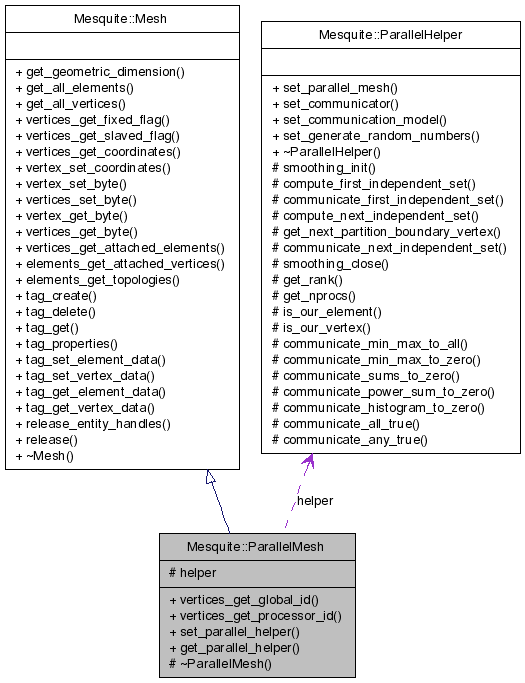 Mesquite::Mesh
+ get_geometric_dimension()
+ get_all_elements()
+ get_all_vertices()
+ vertices_get_fixed_flag()
+ vertices_get_slaved_flag()
+ vertices_get_coordinates()
+ vertex_set_coordinates()
+ vertex_set_byte()
+ vertices_set_byte()
+ vertex_get_byte()
+ vertices_get_byte()
+ vertices_get_attached_elements()
+ elements_get_attached_vertices()
+ elements_get_topologies()
+ tag_create()
+ tag_delete()
+ tag_get()
+ tag_properties()
+ tag_set_element_data()
+ tag_set_vertex_data()
+ tag_get_element_data()
+ tag_get_vertex_data()
+ release_entity_handles()
+ release()
+ ~Mesh()
Mesquite::ParallelHelper
+ set_parallel_mesh()
+ set_communicator()
+ set_communication_model()
+ set_generate_random_numbers()
+ ~ParallelHelper()
# smoothing_init()
# compute_first_independent_set()
# communicate_first_independent_set()
# compute_next_independent_set()
# get_next_partition_boundary_vertex()
# communicate_next_independent_set()
# smoothing_close()
# get_rank()
# get_nprocs()
# is_our_element()
# is_our_vertex()
# communicate_min_max_to_all()
# communicate_min_max_to_zero()
# communicate_sums_to_zero()
# communicate_power_sum_to_zero()
# communicate_histogram_to_zero()
# communicate_all_true()
# communicate_any_true()
helper
Mesquite::ParallelMesh
# helper
+ vertices_get_global_id()
+ vertices_get_processor_id()
+ set_parallel_helper()
+ get_parallel_helper()
# ~ParallelMesh()